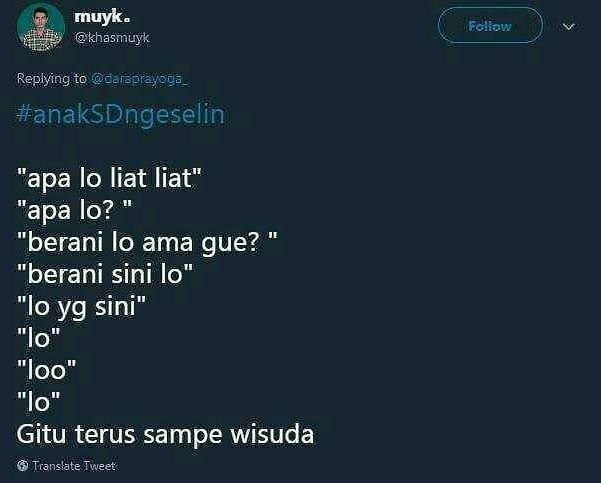 muyk.
@khasmuyk
Follow
Replying to @daraprayoga_
#anakSDngeselin
"apa lo liat liat"
"apa lo? "
"berani lo ama gue? "
"berani sini lo"
"lo yg sini"
"lo"
"loo"
"lo"
Gitu terus sampe wisuda
Translate Tweet